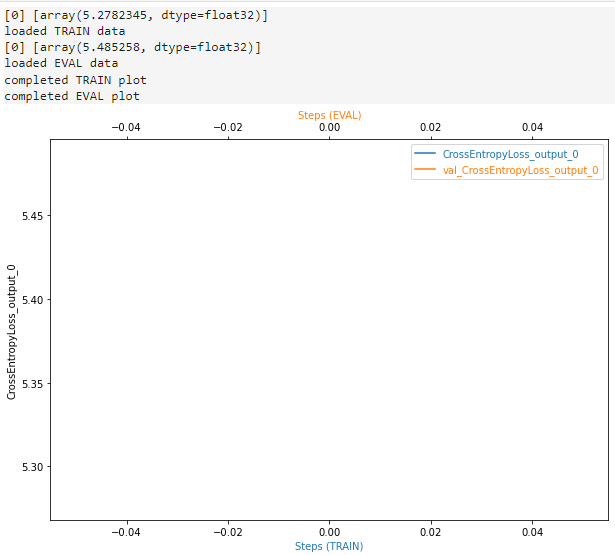 [0] [array(5.2782345, dtype=float32)]
loaded TRAIN data
[0] [array(5.485258, dtype=float32)]
loaded EVAL data
completed TRAIN plot
completed EVAL plot
Steps (EVAL)
−0.04 −0.02 0.00 0.02 0.04
CrossEntropyLoss_output_0
val_CrossEntropyLoss_output_0
CrossEntropyLoss_output_0
5.45
5.40
5.35
5.30
−0.04 −0.02 0.00 0.02 0.04
Steps (TRAIN)